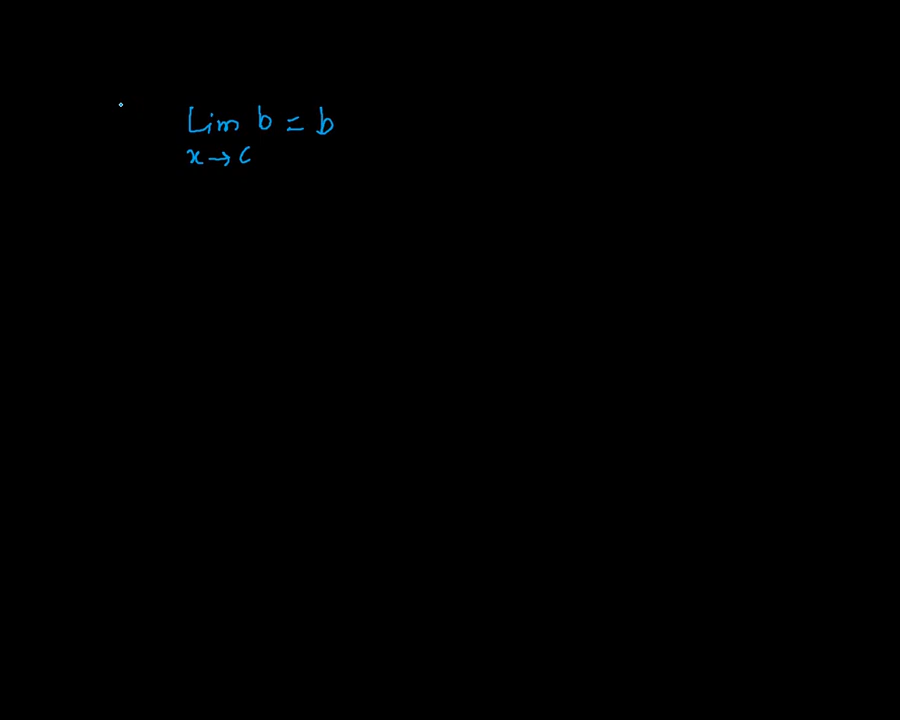 Lim b = b
x → c